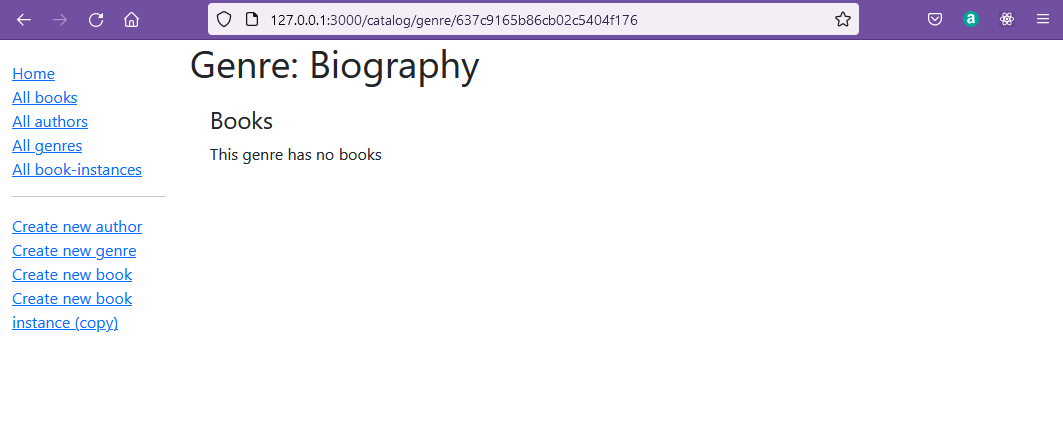 127.0.0.1:3000/catalog/genre/637c9165b86cb02c5404f176
a
Home
All books
All authors
All genres
All book-instances
Create new author
Create new genre
Create new book
Create new book
instance (copy)
Genre: Biography
Books
This genre has no books